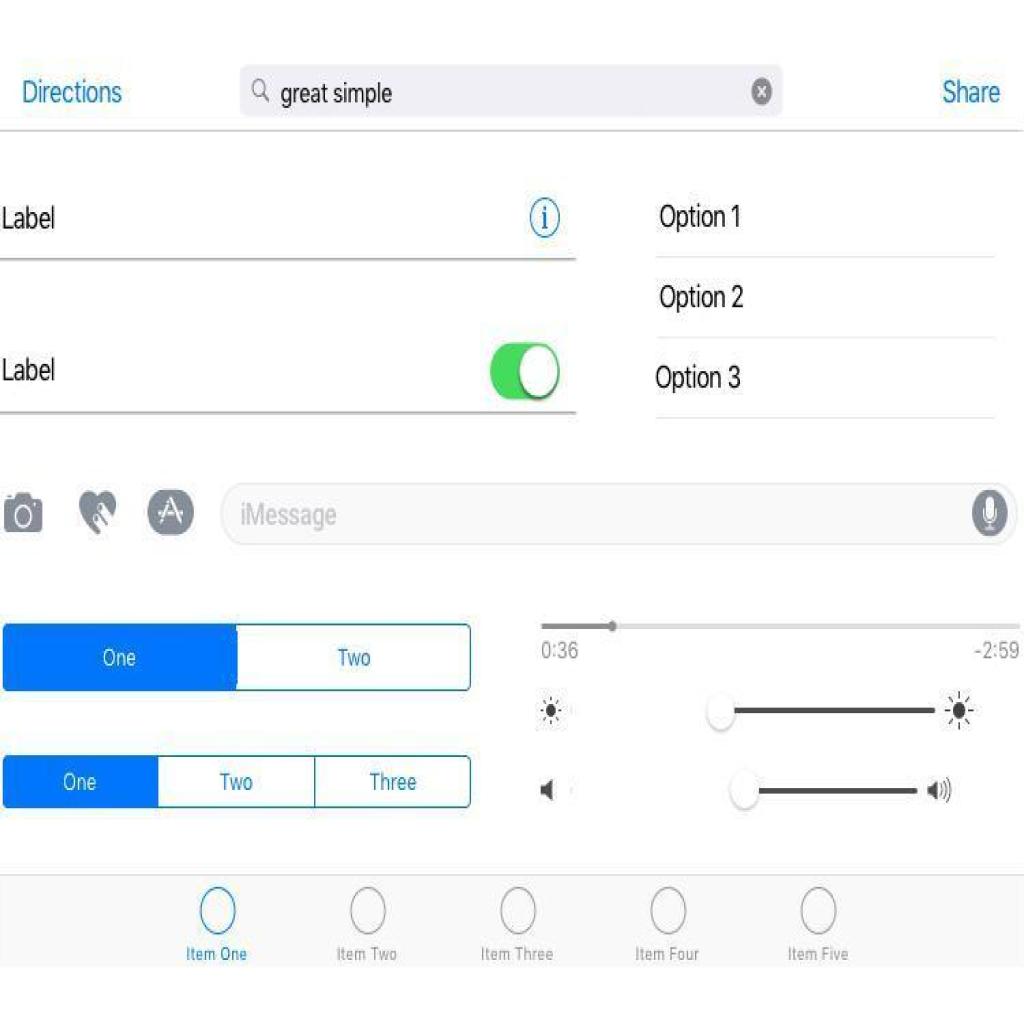 Directions
great simple
Share
Label
Option 1
Option 2
Label
Option 3
iMessage
One
Two
0:36
-2:59
One
Two
Three
Item One
Item Two
Item Three
Item Four
Item Five